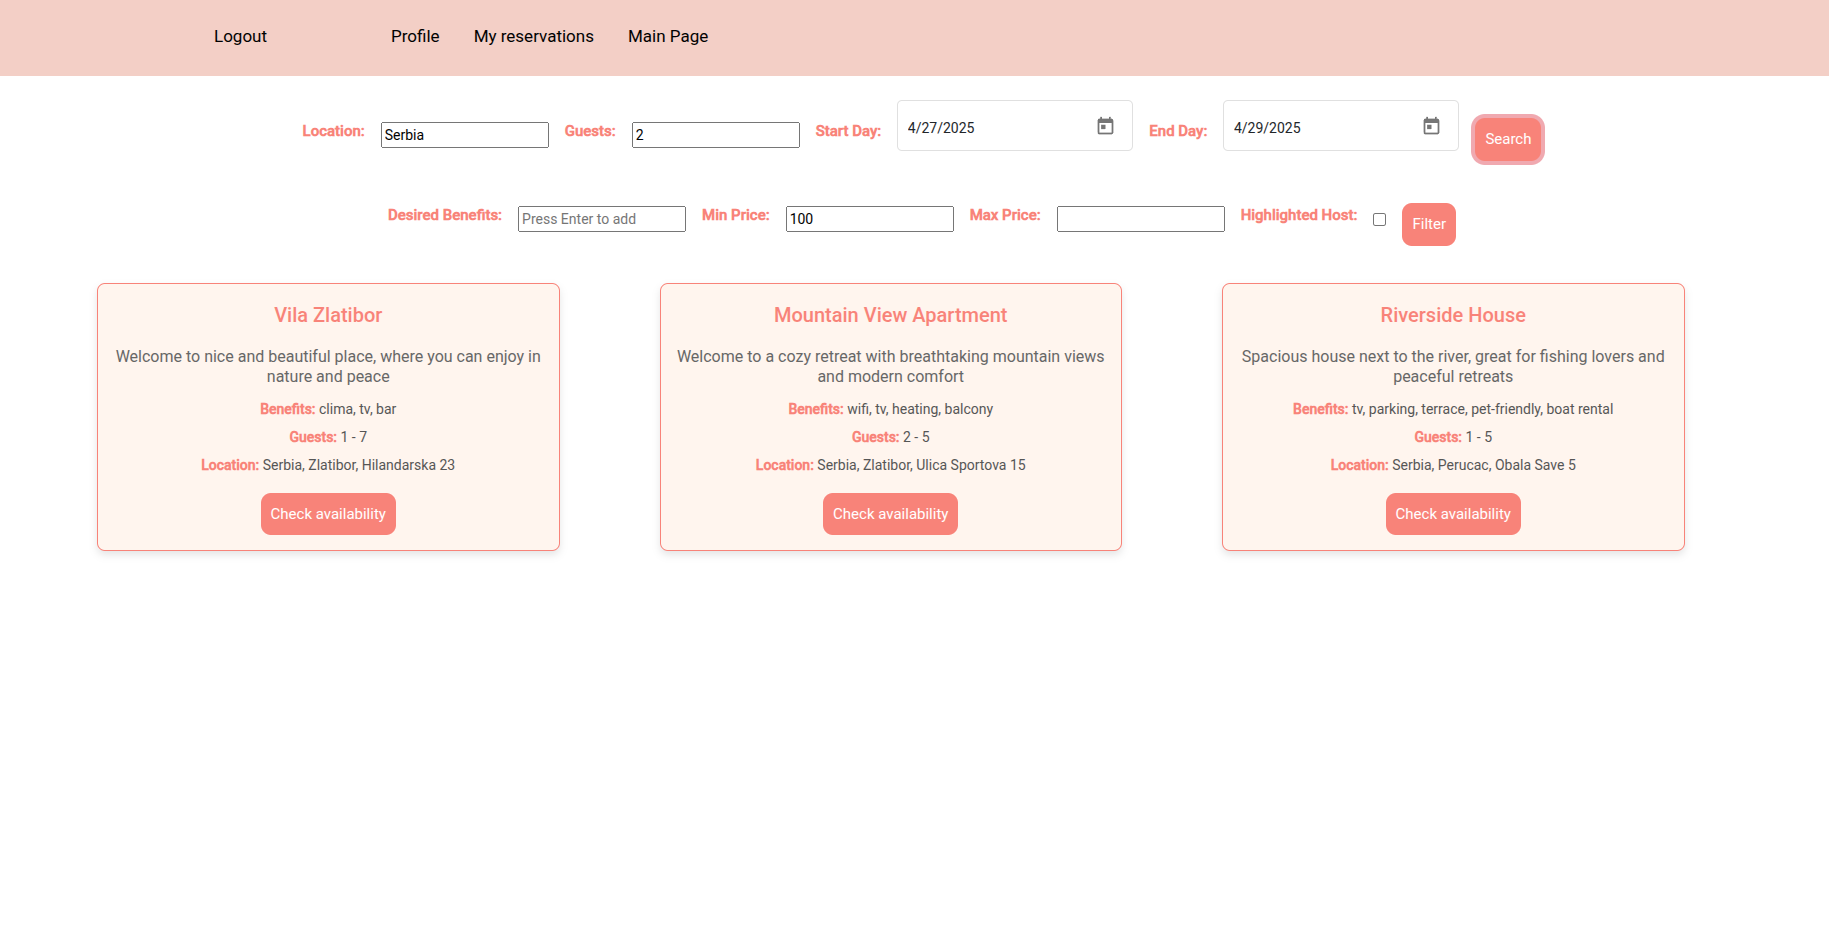 Logout Profile My reservations Main Page
Location: Serbia Guests: 2 Start Day: 4/27/2025 End Day: 4/29/2025 Search
Desired Benefits: Press Enter to add Min Price: 100 Max Price: Highlighted Host: Filter
Vila Zlatibor
Welcome to nice and beautiful place, where you can enjoy in
nature and peace
Benefits: clima, tv, bar
Guests: 1 - 7
Location: Serbia, Zlatibor, Hilandarska 23
Check availability
Mountain View Apartment
Welcome to a cozy retreat with breathtaking mountain views
and modern comfort
Benefits: wifi, tv, heating, balcony
Guests: 2 - 5
Location: Serbia, Zlatibor, Ulica Sportova 15
Check availability
Riverside House
Spacious house next to the river, great for fishing lovers and
peaceful retreats
Benefits: tv, parking, terrace, pet-friendly, boat rental
Guests: 1 - 5
Location: Serbia, Perucac, Obala Save 5
Check availability